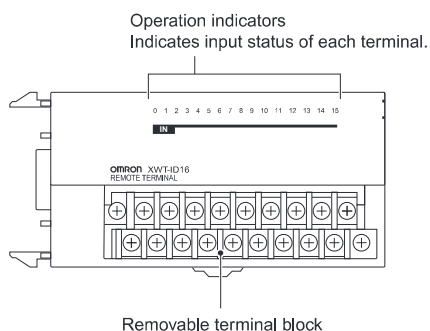 Operation indicators
Indicates input status of each terminal.
0 1 2 3 4 5 6 7 8 9 10 11 12 13 14 15
IN
OMRON XWT-ID16
REMOTE TERMINAL
Removable terminal block